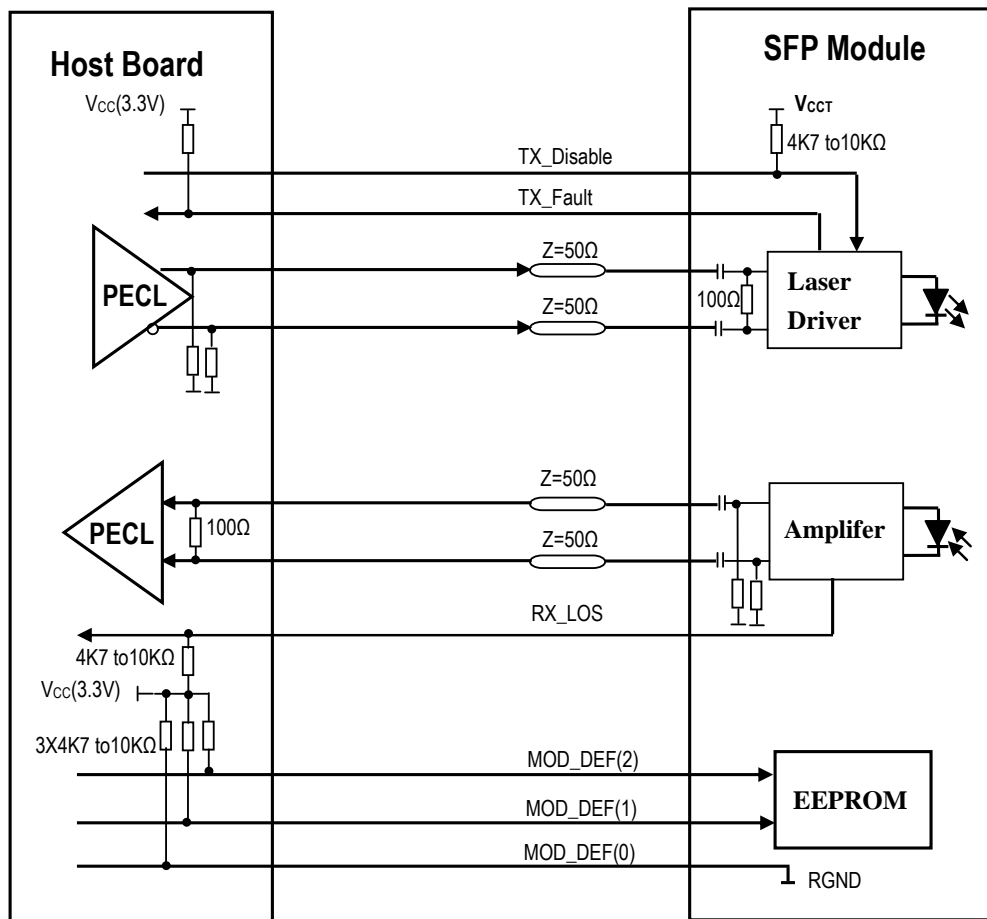 Host Board
SFP Module
VCC(3.3V)
VCCT
4K7 to10KΩ
TX_Disable
TX_Fault
Z=50Ω
PECL
100Ω
Laser
Driver
Z=50Ω
Z=50Ω
PECL
100Ω
Amplifer
Z=50Ω
RX_LOS
4K7 to10KΩ
VCC(3.3V)
3X4K7 to10KΩ
MOD_DEF(2)
EEPROM
MOD_DEF(1)
MOD_DEF(0)
RGND